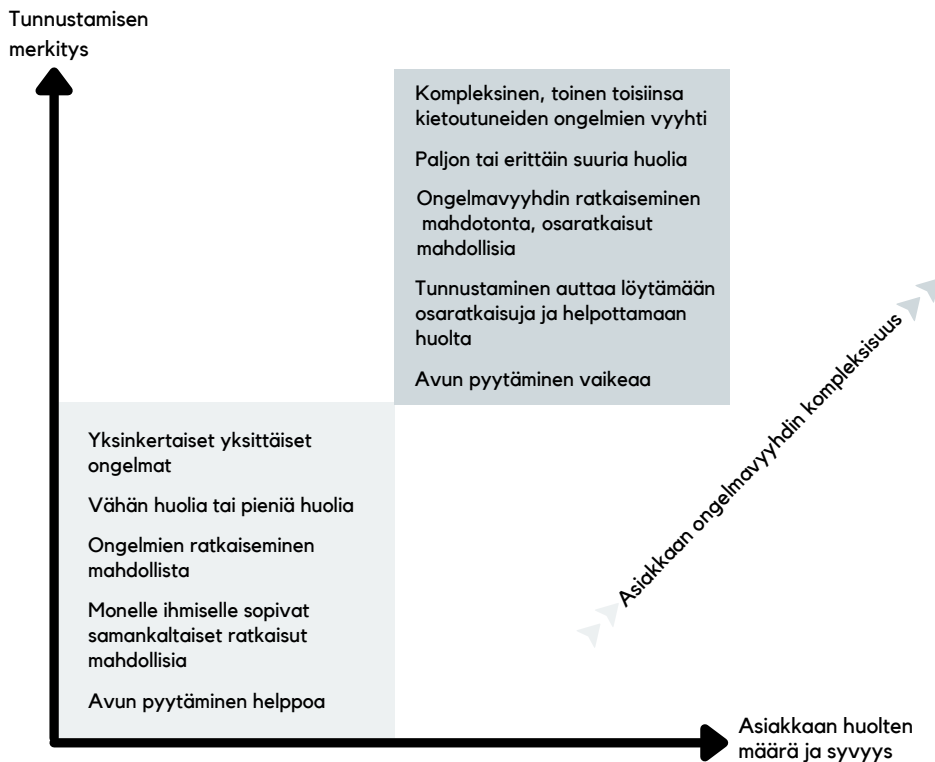 Tunnustamisen
merkitys
Kompleksinen, toinen toisiinsa
kietoutuneiden ongelmien vyyhti
Paljon tai erittäin suuria huolia
Ongelmavyyhdin ratkaiseminen
mahdotonta, osaratkaisut
mahdollisia
Tunnustaminen auttaa löytämään
osaratkaisuja ja helpottamaan
huolta
Avun pyytäminen vaikeaa
Yksinkertaiset yksittäiset
ongelmat
Vähän huolia tai pieniä huolia
Ongelmien ratkaiseminen
mahdollista
Monelle ihmiselle sopivat
samankaltaiset ratkaisut
mahdollisia
Avun pyytäminen helppoa
Asiakkaan ongelmavyyhdin kompleksisuus
Asiakkaan huolten
määrä ja syvyys